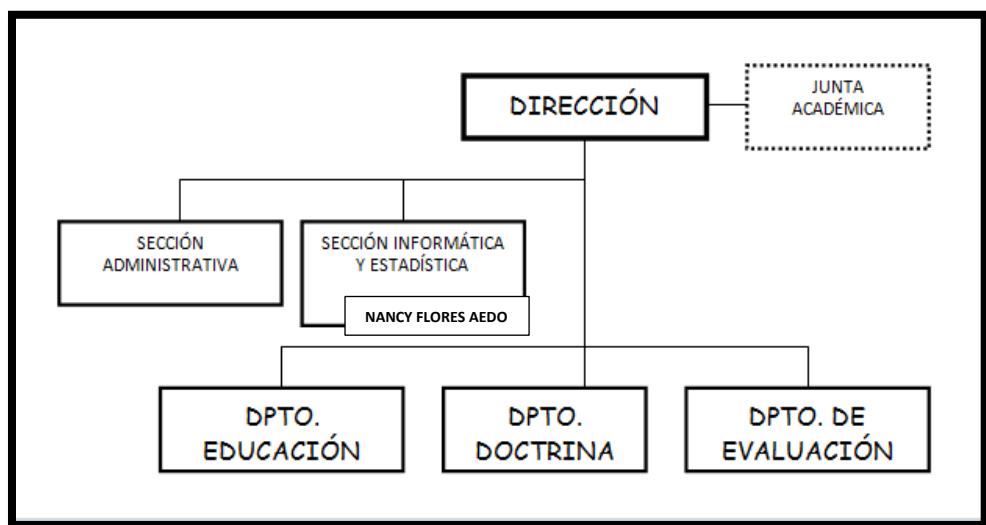 DIRECCIÓN
JUNTA
ACADÉMICA
SECCIÓN
ADMINISTRATIVA
SECCIÓN INFORMÁTICA
Y ESTADÍSTICA
NANCY FLORES AEDO
DPTO.
EDUCACIÓN
DPTO.
DOCTRINA
DPTO. DE
EVALUACIÓN